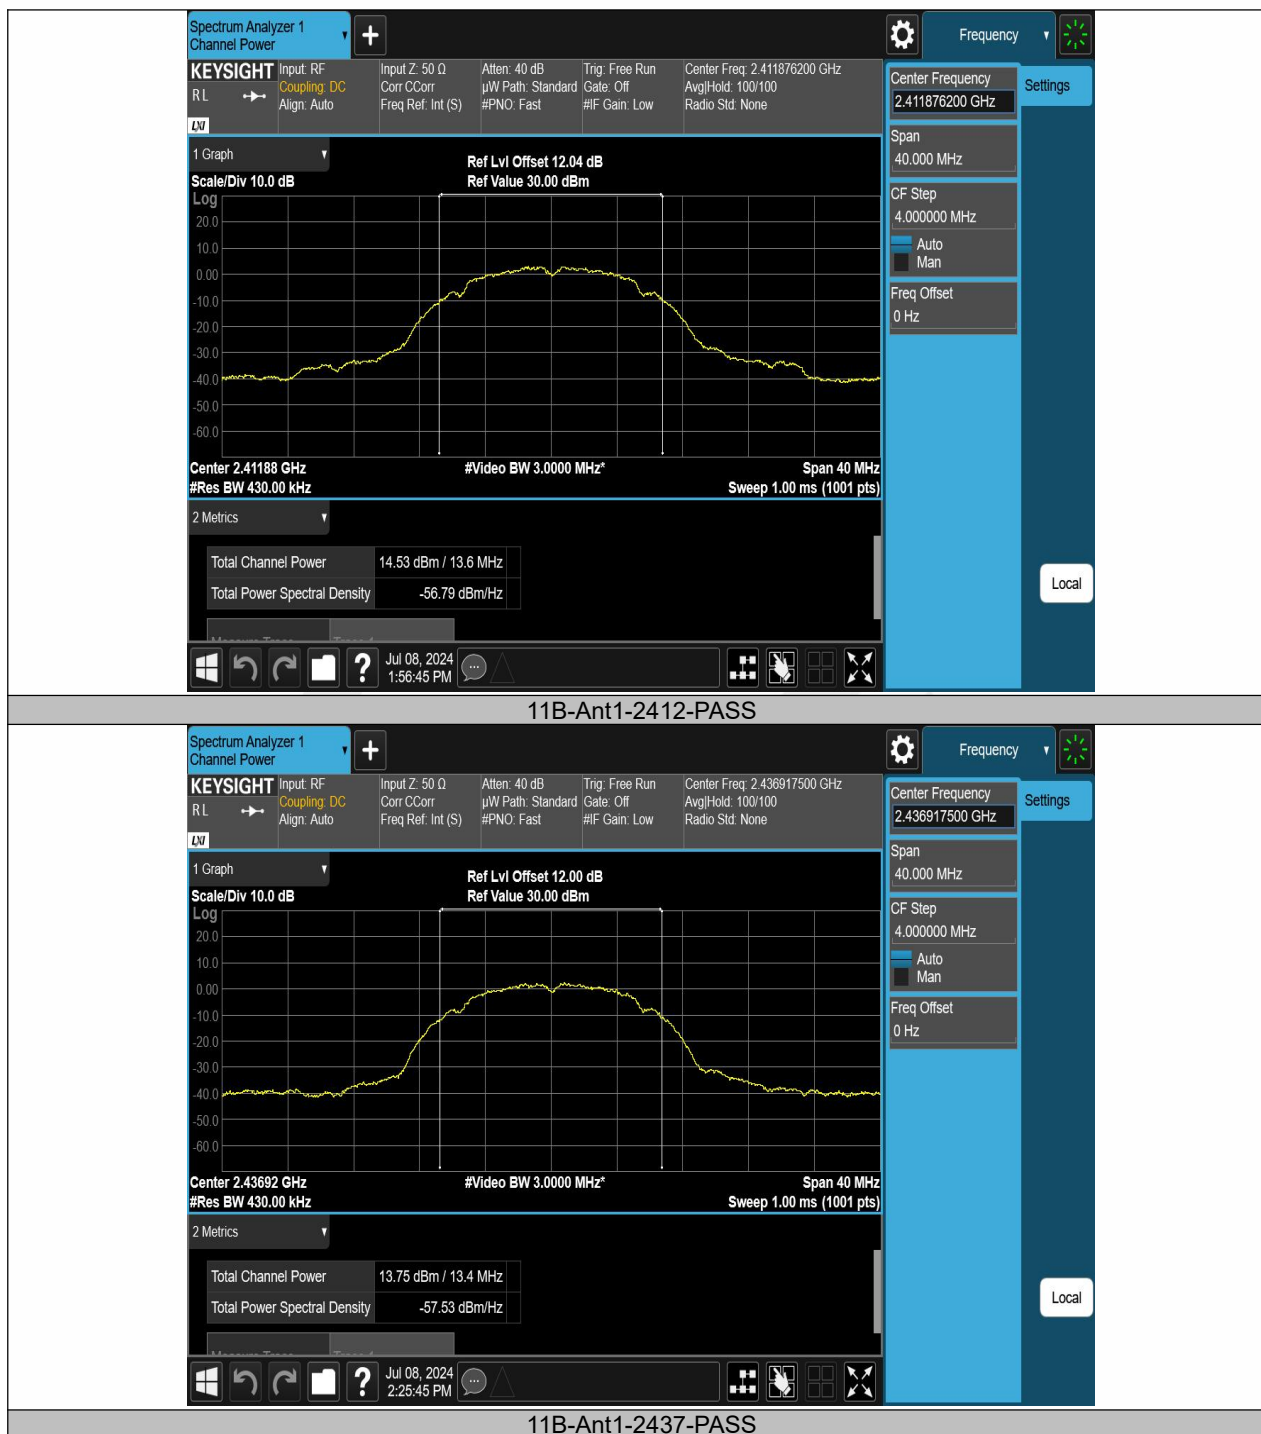 Spectrum Analyzer 1
Channel Power
Frequency
KEYSIGHT
R L
LXI
Input: RF
Coupling: DC
Align: Auto
Input Z: 50 Ω
Corr CCorr
Freq Ref: Int (S)
Atten: 40 dB
µW Path: Standard
#PNO: Fast
Trig: Free Run
Gate: Off
#IF Gain: Low
Center Freq: 2.411876200 GHz
Avg|Hold: 100/100
Radio Std: None
Center Frequency
2.411876200 GHz
Settings
Span
40.000 MHz
CF Step
4.000000 MHz
Auto
Man
Freq Offset
0 Hz
Local
1 Graph
Scale/Div 10.0 dB
Ref Lvl Offset 12.04 dB
Ref Value 30.00 dBm
Log
20.0
10.0
0.00
-10.0
-20.0
-30.0
-40.0
-50.0
-60.0
Center 2.41188 GHz
#Res BW 430.00 kHz
#Video BW 3.0000 MHz*
Span 40 MHz
Sweep 1.00 ms (1001 pts)
2 Metrics
Total Channel Power 14.53 dBm / 13.6 MHz
Total Power Spectral Density -56.79 dBm/Hz
?
Jul 08, 2024
1:56:45 PM
11B-Ant1-2412-PASS
Spectrum Analyzer 1
Channel Power
Frequency
KEYSIGHT
R L
LXI
Input: RF
Coupling: DC
Align: Auto
Input Z: 50 Ω
Corr CCorr
Freq Ref: Int (S)
Atten: 40 dB
µW Path: Standard
#PNO: Fast
Trig: Free Run
Gate: Off
#IF Gain: Low
Center Freq: 2.436917500 GHz
Avg|Hold: 100/100
Radio Std: None
Center Frequency
2.436917500 GHz
Settings
Span
40.000 MHz
CF Step
4.000000 MHz
Auto
Man
Freq Offset
0 Hz
Local
1 Graph
Scale/Div 10.0 dB
Ref Lvl Offset 12.00 dB
Ref Value 30.00 dBm
Log
20.0
10.0
0.00
-10.0
-20.0
-30.0
-40.0
-50.0
-60.0
Center 2.43692 GHz
#Res BW 430.00 kHz
#Video BW 3.0000 MHz*
Span 40 MHz
Sweep 1.00 ms (1001 pts)
2 Metrics
Total Channel Power 13.75 dBm / 13.4 MHz
Total Power Spectral Density -57.53 dBm/Hz
?
Jul 08, 2024
2:25:45 PM
11B-Ant1-2437-PASS